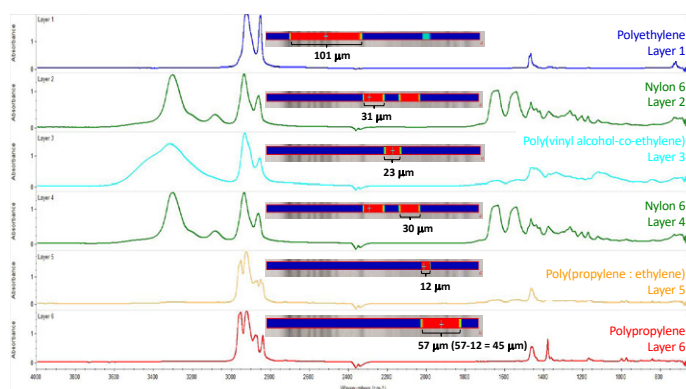 Layer 1
Absorbance
Polyethylene
Layer 1
101 µm
Layer 2
Absorbance
Nylon 6
Layer 2
31 µm
Layer 3
Absorbance
Poly(vinyl alcohol-co-ethylene)
Layer 3
23 µm
Layer 4
Absorbance
Nylon 6
Layer 4
30 µm
Layer 5
Absorbance
Poly(propylene : ethylene)
Layer 5
12 µm
Layer 6
Absorbance
Polypropylene
Layer 6
57 µm (57-12 = 45 µm)
4000 3800 3600 3400 3200 3000 2800 2600 2400 2200 2000 1800 1600 1400 1200 1000 800